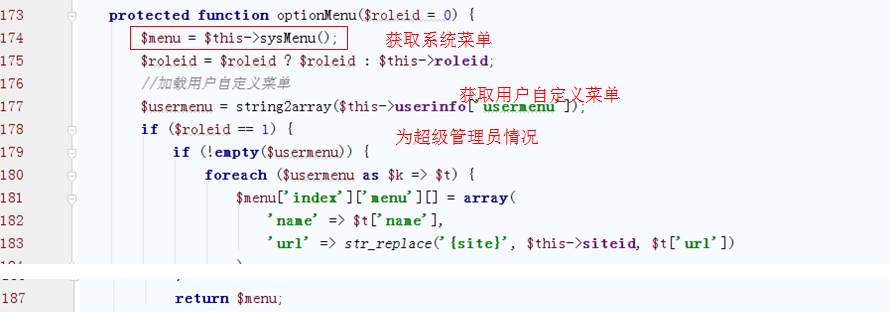 173 protected function optionMenu($roleid = 0) {
174 $menu = $this->sysMenu(); 获取系统菜单
175 $roleid = $roleid ? $roleid : $this->roleid;
176 //加载用户自定义菜单
177 $usermenu = string2array($this->userinfo['usermenu']); 获取用户自定义菜单
178 if ($roleid == 1) { 为超级管理员情况
179 if (!empty($usermenu)) {
180 foreach ($usermenu as $k => $t) {
181 $menu['index']['menu'][] = array(
182 'name' => $t['name'],
183 'url' => str_replace('{site}', $this->siteid, $t['url'])
187 return $menu;